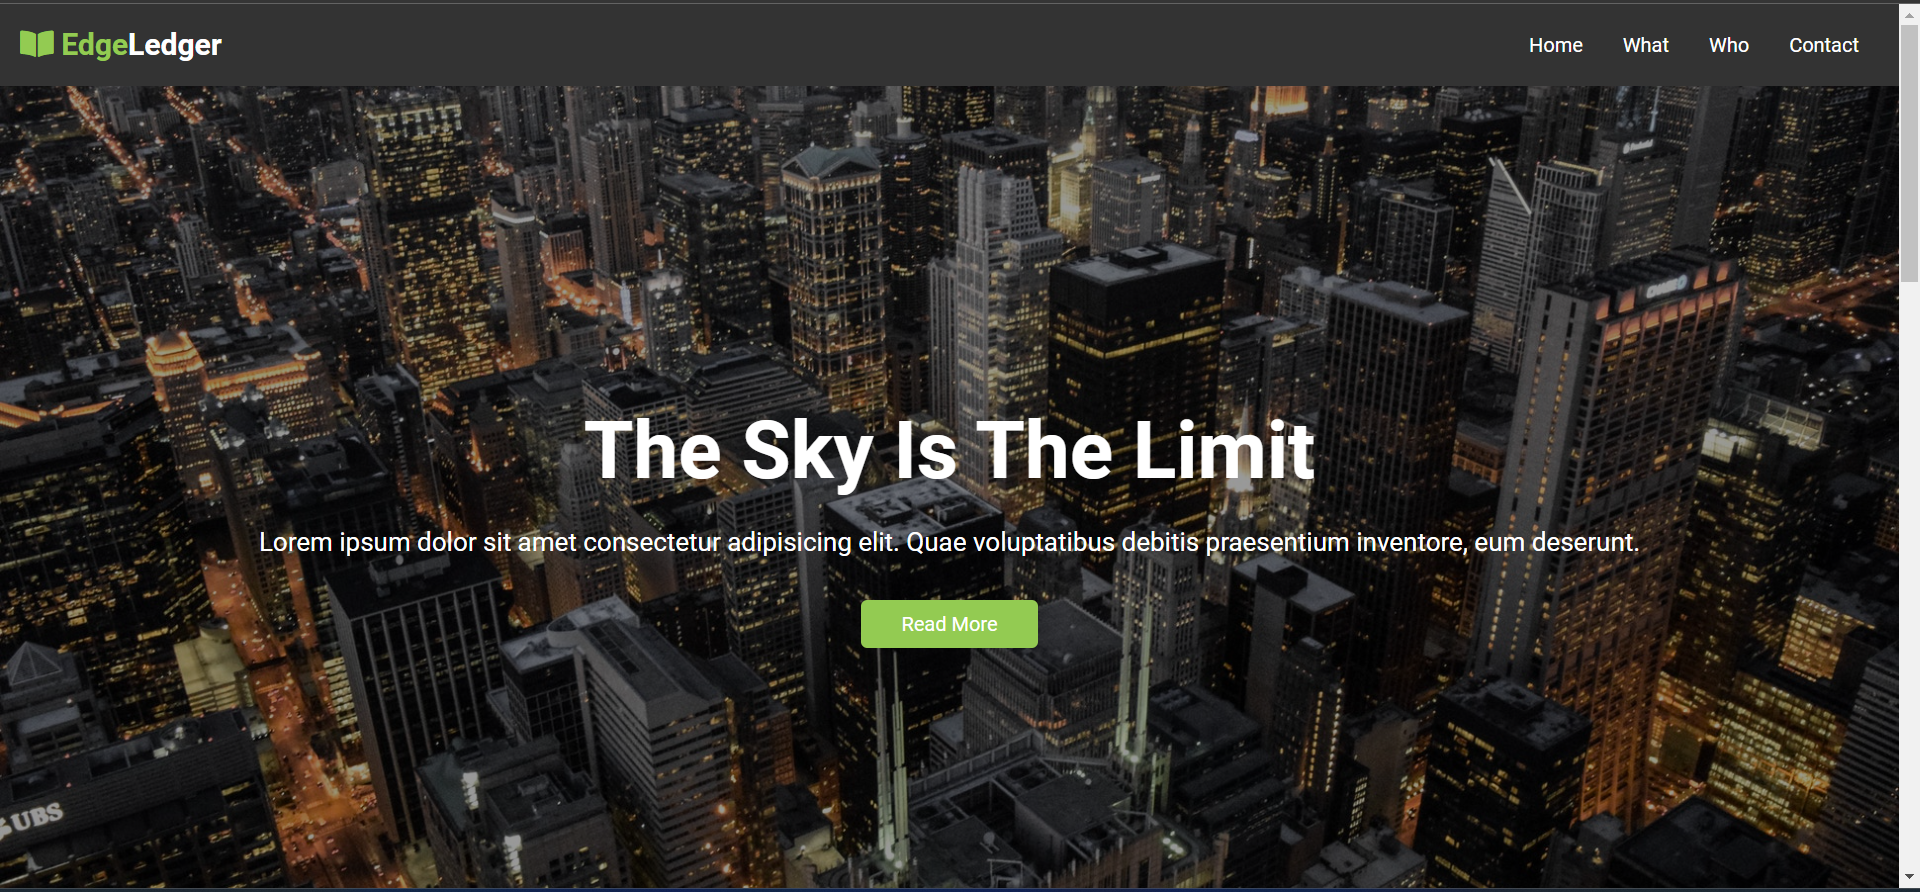 EdgeLedger
Home What Who Contact
The Sky Is The Limit
Lorem ipsum dolor sit amet consectetur adipisicing elit. Quae voluptatibus debitis praesentium inventore, eum deserunt.
Read More
UBS